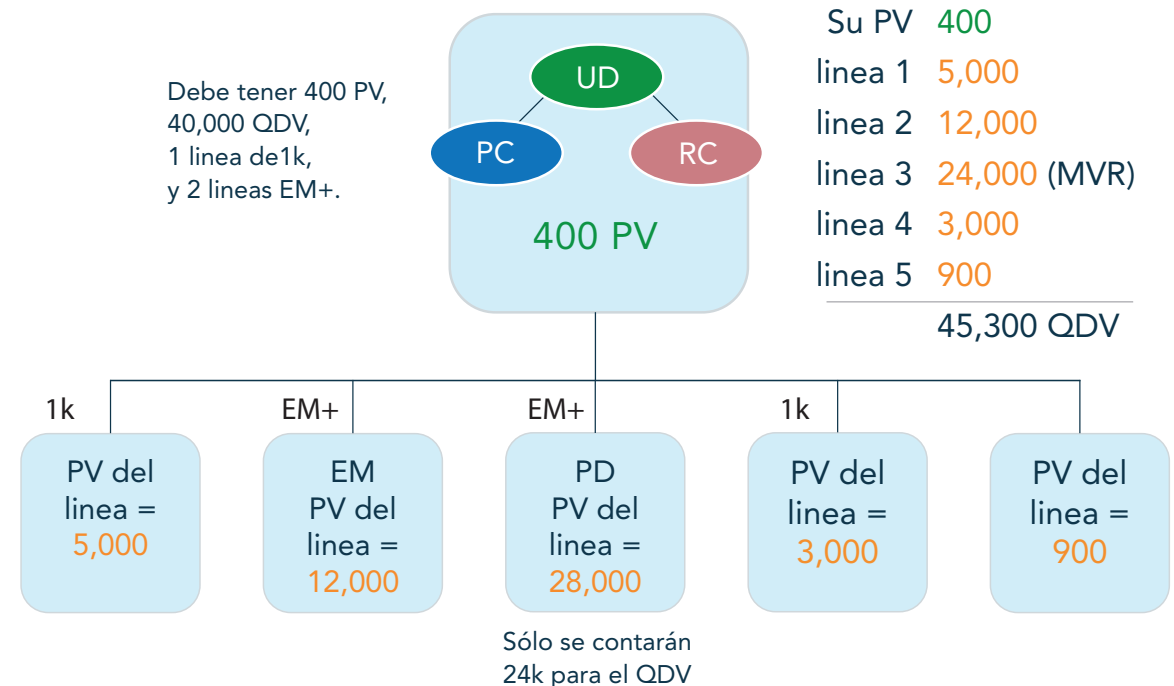 Debe tener 400 PV,
40,000 QDV,
1 linea de1k,
y 2 lineas EM+.
UD
PC
RC
400 PV
Su PV 400
linea 1 5,000
linea 2 12,000
linea 3 24,000 (MVR)
linea 4 3,000
linea 5 900
45,300 QDV
1k
EM+
EM+
1k
PV del
linea =
5,000
EM
PV del
linea =
12,000
PD
PV del
linea =
28,000
PV del
linea =
3,000
PV del
linea =
900
Sólo se contarán
24k para el QDV